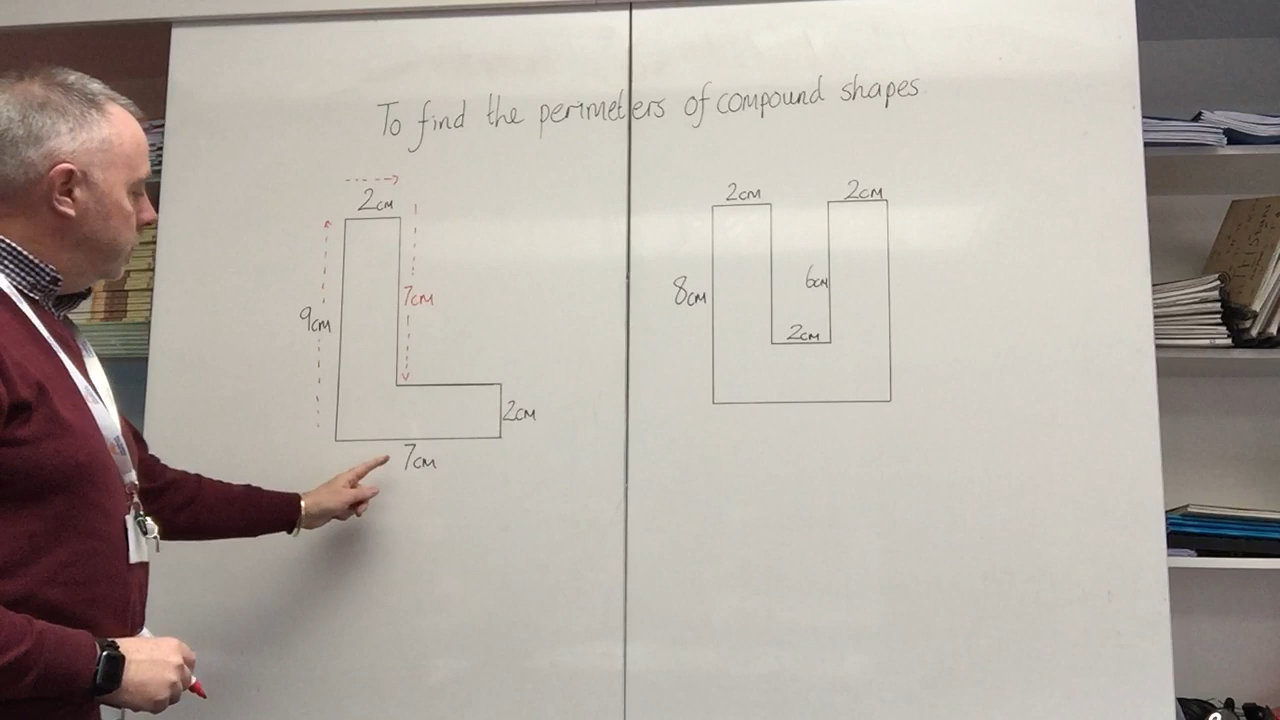 To find the perimeters of compound shapes
2cm
9cm
7cm
2cm
7cm
2cm
2cm
8cm
6cm
2cm